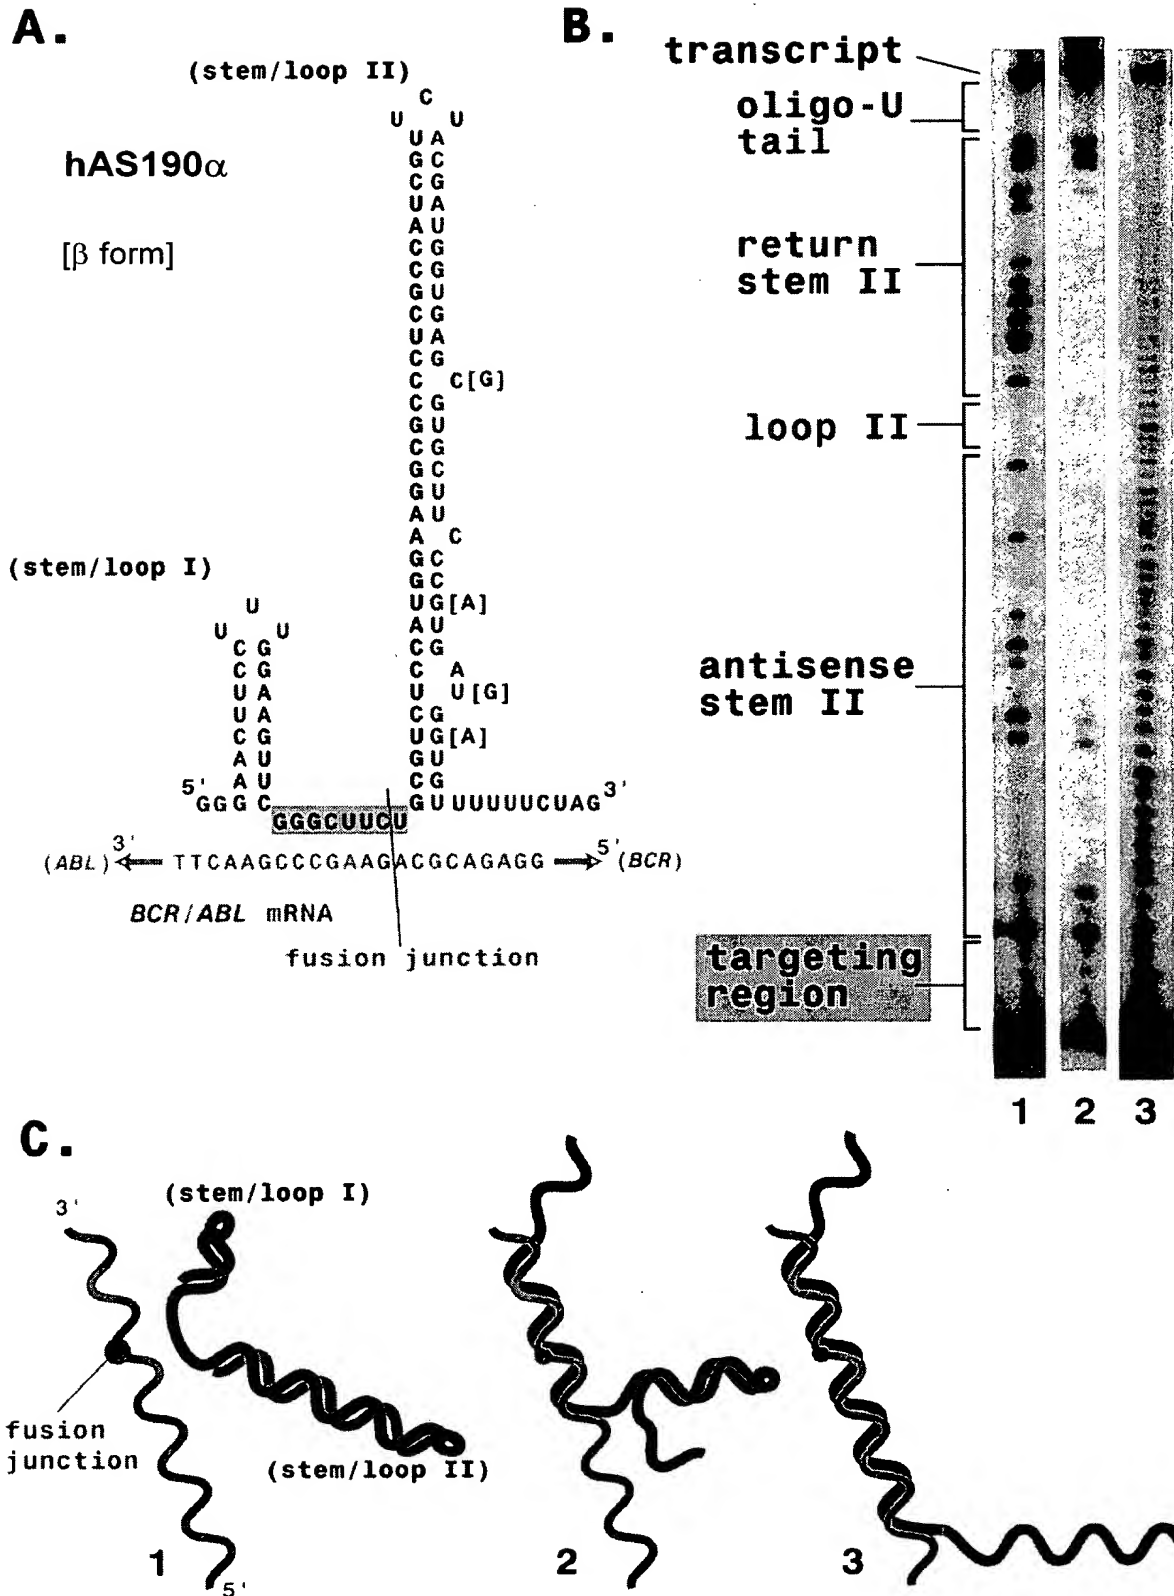 A.
(stem/loop II)
C
U U
U A
G C
C G
U A
A U
C G
C G
G U
C G
U A
C G
C C[G]
C G
G U
C G
G C
G U
A U
A C
G C
G C
U G[A]
A U
C G
C A
U U[G]
C G
U G[A]
G U
C G
G U UUUUUCUAG3'
hAS190α
[β form]
(stem/loop I)
U
U U
C G
C G
U A
U A
C G
A U
A U
5' GGG C
GGGCUUCU
(ABL) 3' TTCAAGCCCGAAGACGCAGAGG 5' (BCR)
BCR/ABL mRNA
fusion junction
B.
transcript
oligo-U
tail
return
stem II
loop II
antisense
stem II
targeting
region
1 2 3
C.
3'
(stem/loop I)
fusion
junction
(stem/loop II)
1
5'
2
3